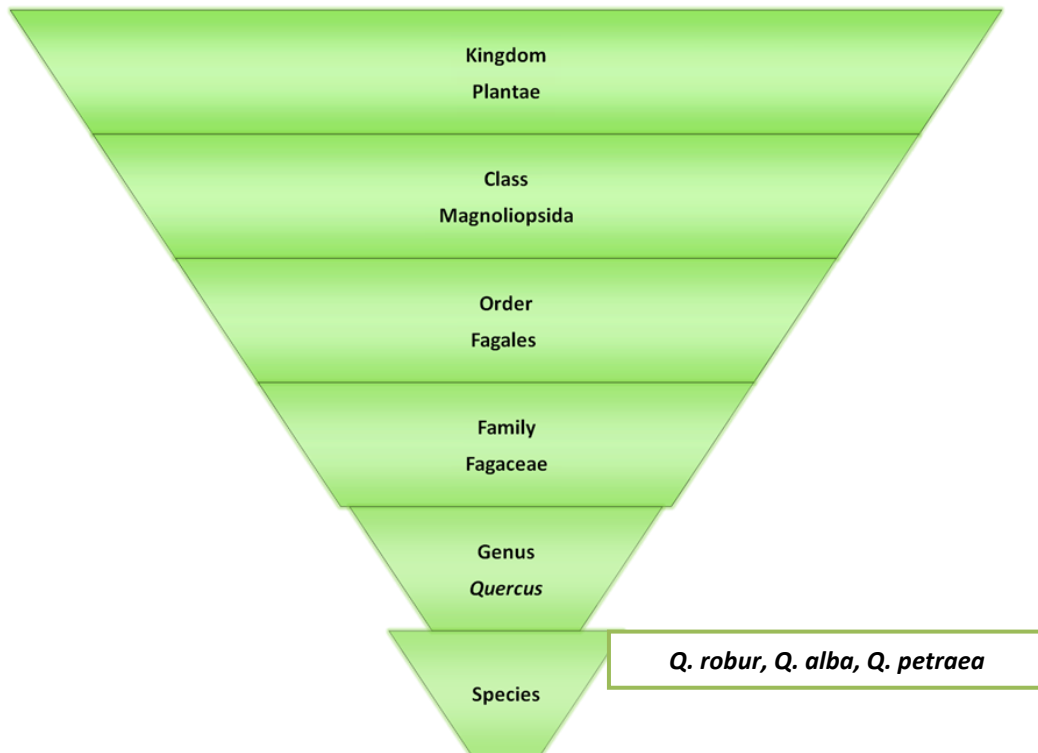 Kingdom
Plantae
Class
Magnoliopsida
Order
Fagales
Family
Fagaceae
Genus
Quercus
Species
Q. robur, Q. alba, Q. petraea